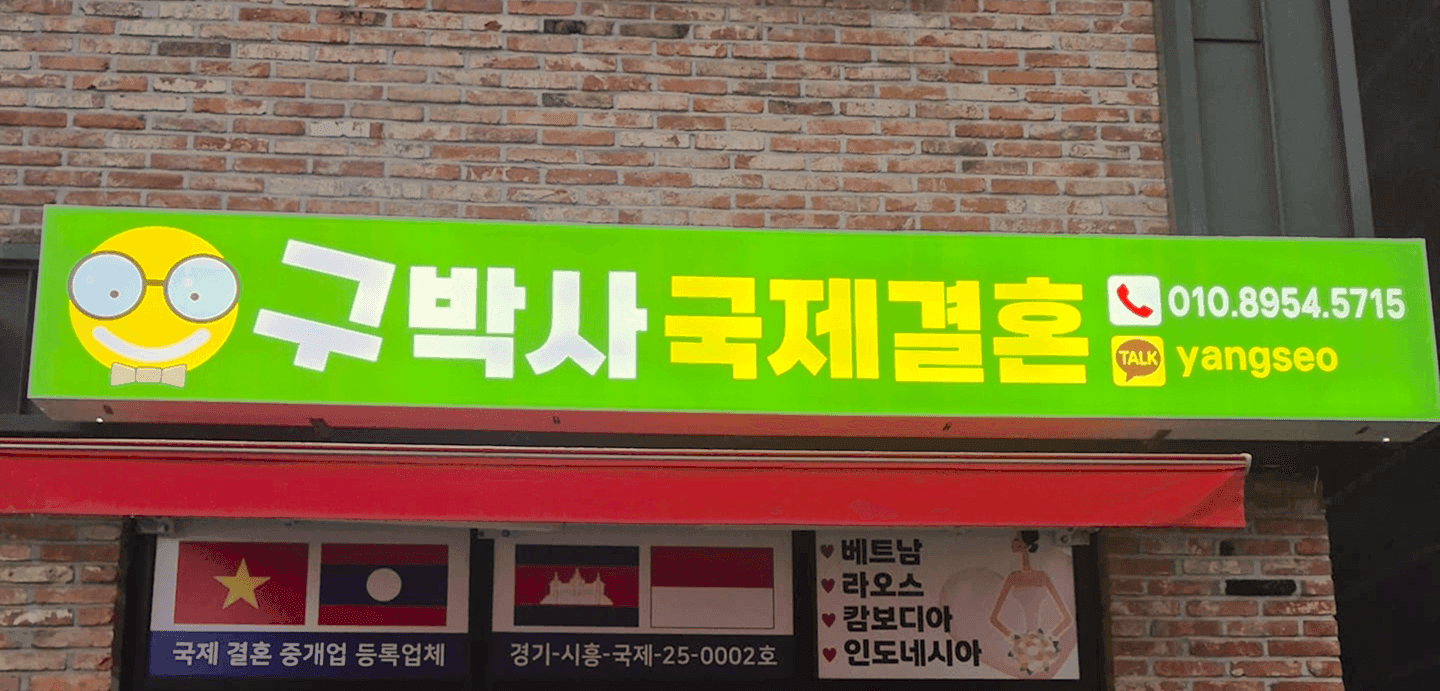 구박사 국제결혼
010.8954.5715
TALK yangseo
국제 결혼 중개업 등록업체
경기-시흥-국제-25-0002호
베트남
라오스
캄보디아
인도네시아